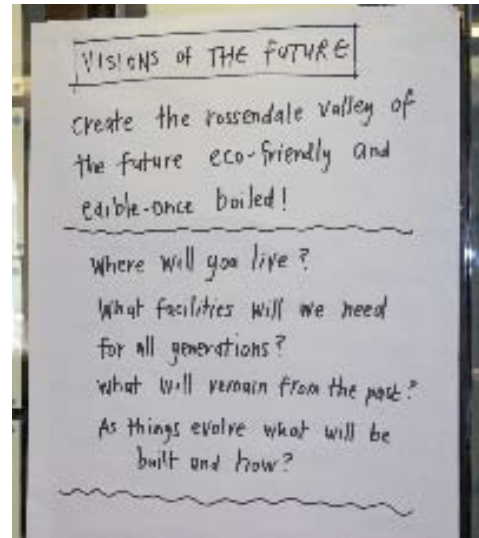 VISIONS OF THE FUTURE
Create the rossendale valley of
the future eco-friendly and
edible-once boiled!
Where will you live?
What facilities will we need
for all generations?
What will remain from the past?
As things evolve what will be
built and how?